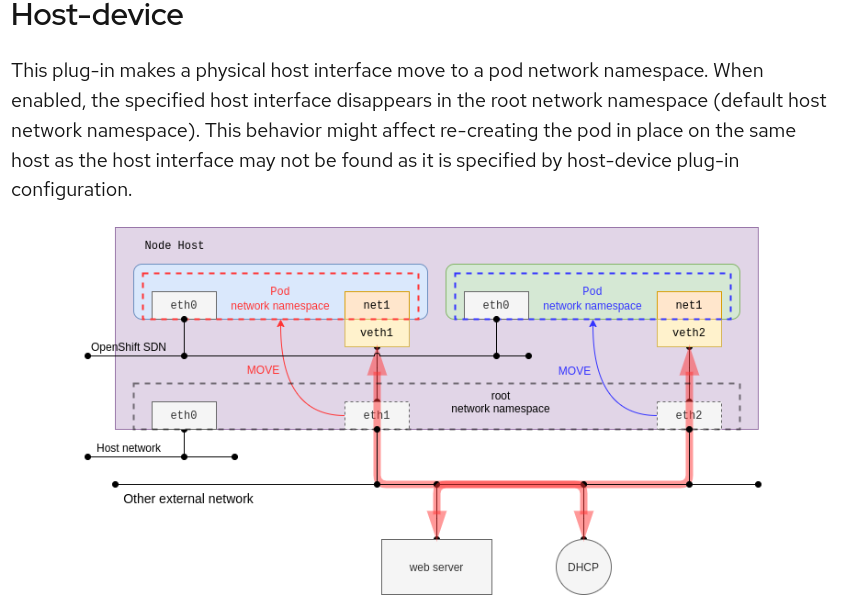 Host-device
This plug-in makes a physical host interface move to a pod network namespace. When
enabled, the specified host interface disappears in the root network namespace (default host
network namespace). This behavior might affect re-creating the pod in place on the same
host as the host interface may not be found as it is specified by host-device plug-in
configuration.
Node Host
Pod
network namespace
eth0
net1
veth1
Pod
network namespace
eth0
net1
veth2
OpenShift SDN
MOVE
MOVE
root
network namespace
eth0
eth1
eth2
Host network
Other external network
web server
DHCP